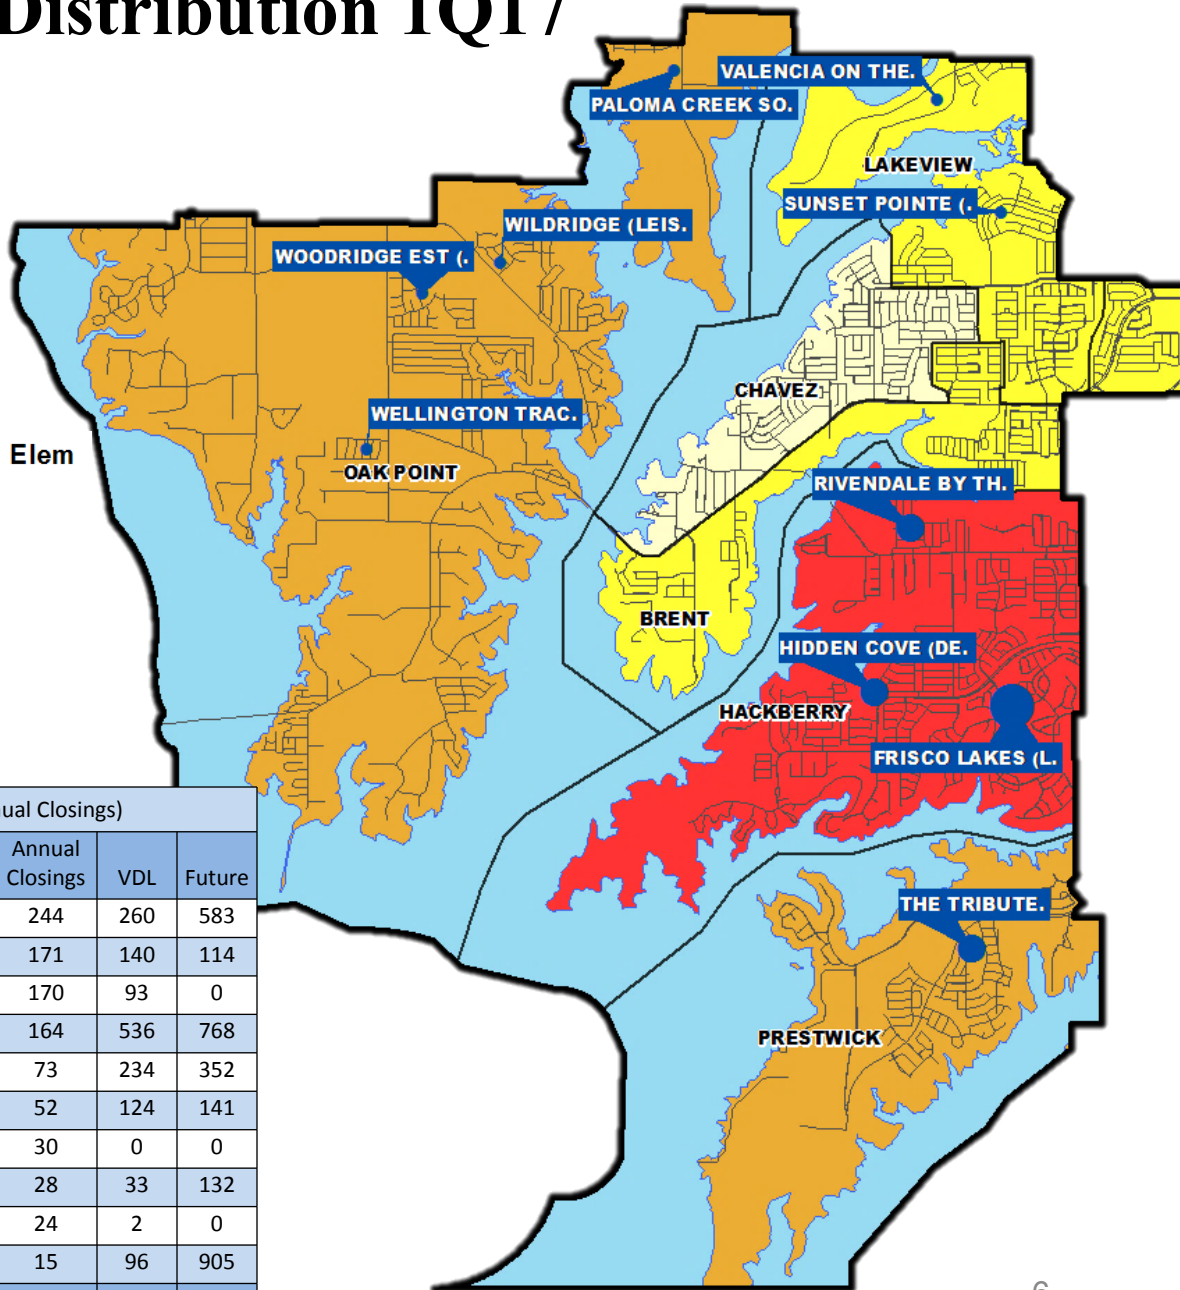 Distribution 1Q17
VALENCIA ON THE.
PALOMA CREEK SO.
LAKEVIEW
SUNSET POINTE (.
WILDRIDGE (LEIS.
WOODRIDGE EST (.
CHAVEZ
WELLINGTON TRAC.
Elem
OAK POINT
RIVENDALE BY TH.
BRENT
HIDDEN COVE (DE.
HACKBERRY
FRISCO LAKES (L.
nual Closings)
Annual
Closings VDL Future
244 260 583
171 140 114
170 93 0
164 536 768
73 234 352
52 124 141
30 0 0
28 33 132
24 2 0
15 96 905
THE TRIBUTE.
PRESTWICK